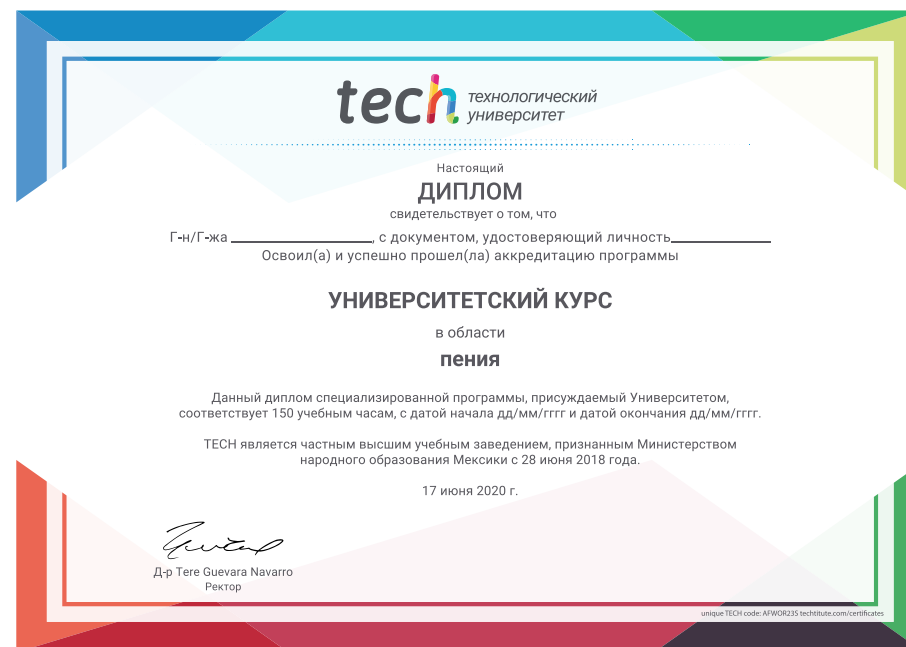 tech технологический
университет
Настоящий
ДИПЛОМ
свидетельствует о том, что
Г-н/Г-жа ____________________, с документом, удостоверяющий личность______________
Освоил(а) и успешно прошел(ла) аккредитацию программы
УНИВЕРСИТЕТСКИЙ КУРС
в области
пения
Данный диплом специализированной программы, присуждаемый Университетом,
соответствует 150 учебным часам, с датой начала дд/мм/гггг и датой окончания дд/мм/гггг.
TECH является частным высшим учебным заведением, признанным Министерством
народного образования Мексики с 28 июня 2018 года.
17 июня 2020 г.
Д-р Tere Guevara Navarro
Ректор
unique TECH code: AFWOR23S techtitute.com/certificates